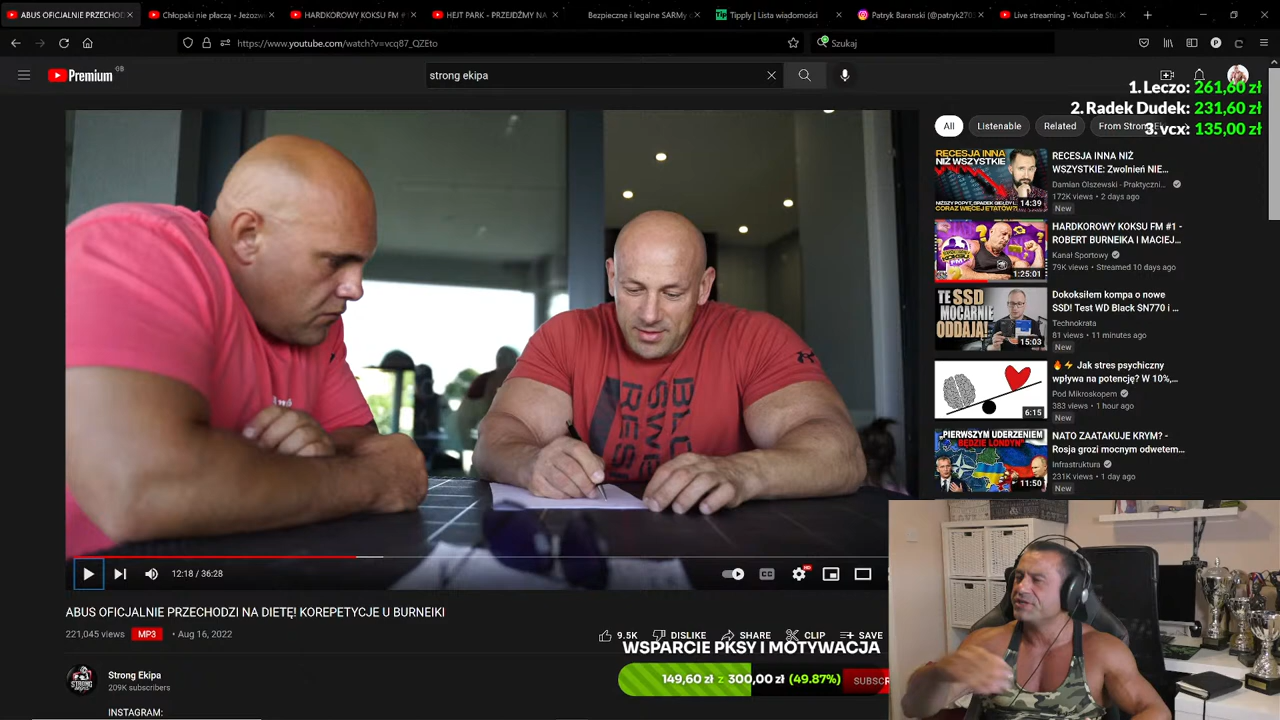 ABUS OFICJALNIE PRZECHODZ
Chłopaki nie płaczą - Jeżozwi
HARDKOROWY KOKSU FM #
HEJT PARK - PRZEJDŹMY NA
Bezpieczne i legalne SARMy
Tipply | Lista wiadomości
Patryk Baranski (@patryk270
Live streaming - YouTube Stu
https://www.youtube.com/watch?v=vcq87_QZEto
Szukaj
Premium GB
strong ekipa
1. Leczo: 261,60 zł
2. Radek Dudek: 231,60 zł
3. vcx: 135,00 zł
All
Listenable
Related
From Strong E
RECESJA INNA NIŻ WSZYSTKIE
14:39
RECESJA INNA NIŻ
WSZYSTKIE: Zwolnień NIE...
Damian Olszewski - Praktyczni...
172K views • 2 days ago
New
1:25:01
HARDKOROWY KOKSU FM #1 -
ROBERT BURNEIKA I MACIEJ...
Kanał Sportowy
79K views • Streamed 10 days ago
TE SSD
MOCARNIE
ODDAJĄ!
15:03
Dokoksiłem kompa o nowe
SSD! Test WD Black SN770 i ...
Technokrata
81 views • 11 minutes ago
New
6:15
🔥⚡ Jak stres psychiczny
wpływa na potencję? W 10%,...
Pod Mikroskopem
383 views • 1 hour ago
New
"PIERWSZYM UDERZENIEM
BĘDZIE LONDYN"
11:50
NATO ZAATAKUJE KRYM? -
Rosja grozi mocnym odwetem...
Infrastruktura
231K views • 1 day ago
New
12:18 / 36:28
HD
ABUS OFICJALNIE PRZECHODZI NA DIETĘ! KOREPETYCJE U BURNEIKI
221,045 views
MP3
• Aug 16, 2022
9.5K
DISLIKE
SHARE
CLIP
SAVE
WSPARCIE PKSY I MOTYWACJA
149,60 zł z 300,00 zł (49.87%)
SUBSCR
Strong Ekipa
209K subscribers
INSTAGRAM: